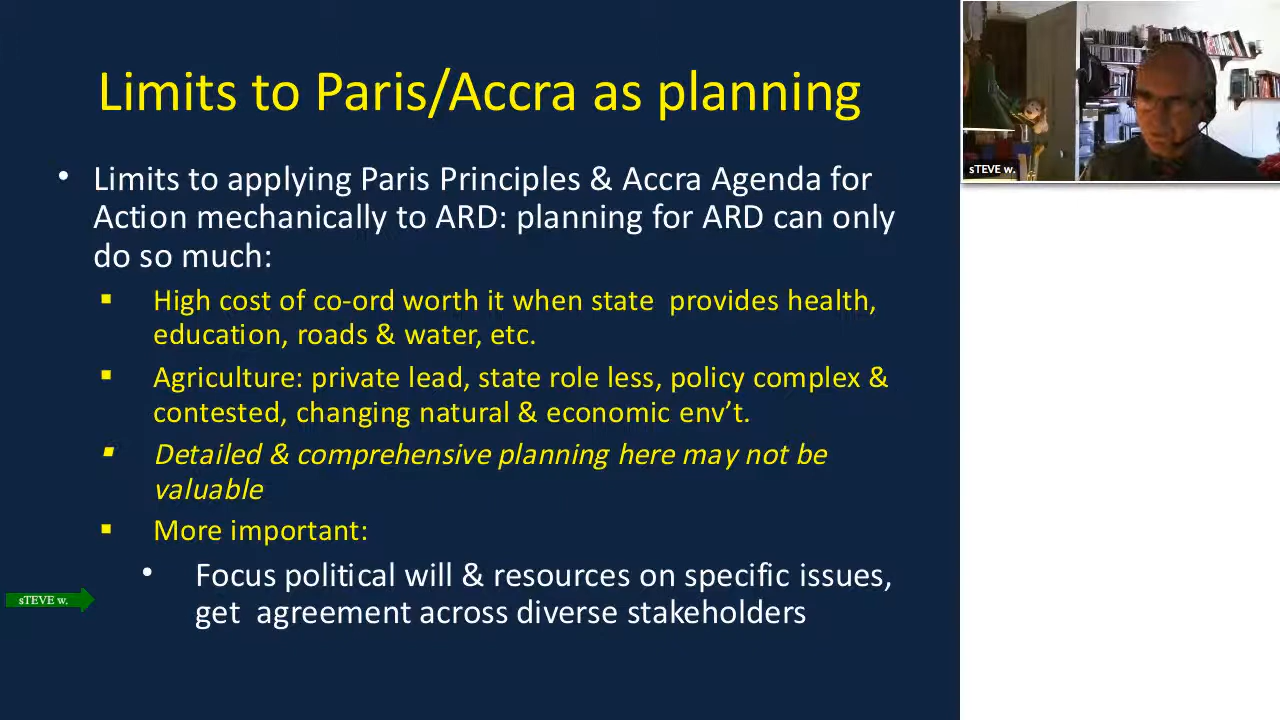 Limits to Paris/Accra as planning
• Limits to applying Paris Principles & Accra Agenda for
Action mechanically to ARD: planning for ARD can only
do so much:
▪ High cost of co-ord worth it when state  provides health,
education, roads & water, etc.
▪ Agriculture: private lead, state role less, policy complex &
contested, changing natural & economic env’t.
▪ Detailed & comprehensive planning here may not be
valuable
▪ More important:
• Focus political will & resources on specific issues,
get  agreement across diverse stakeholders
sTEVE w.
sTEVE w.